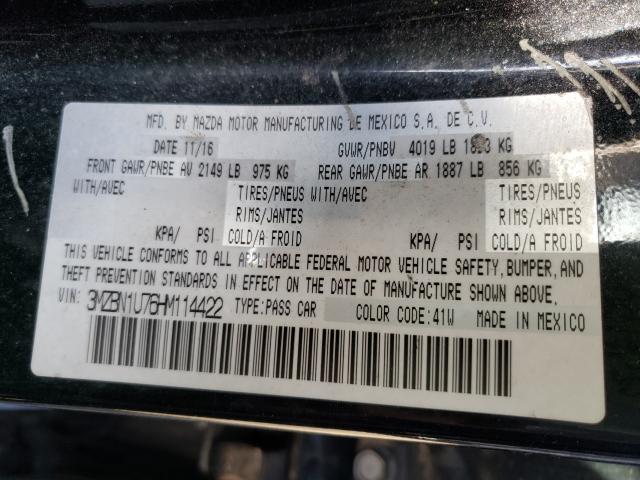 MFD. BY MAZDA MOTOR MANUFACTURING DE MEXICO S.A. DE C.V.
DATE 11/16 GVWR/PNBV 4019 LB KG
FRONT GAWR/PNBE AV 2149 LB 975 KG REAR GAWR/PNBE AR 1887 LB 856 KG
WITH/AVEC TIRES/PNEUS WITH/AVEC TIRES/PNEUS
RIMS/JANTES RIMS/JANTES
KPA/ PSI COLD/A FROID KPA/ PSI COLD/A FROID
THIS VEHICLE CONFORMS TO ALL APPLICABLE FEDERAL MOTOR VEHICLE SAFETY, BUMPER, AND
THEFT PREVENTION STANDARDS IN EFFECT ON THE DATE OF MANUFACTURE SHOWN ABOVE.
VIN: 3MZBN1U76HM114422 TYPE:PASS CAR COLOR CODE:41W MADE IN MEXICO